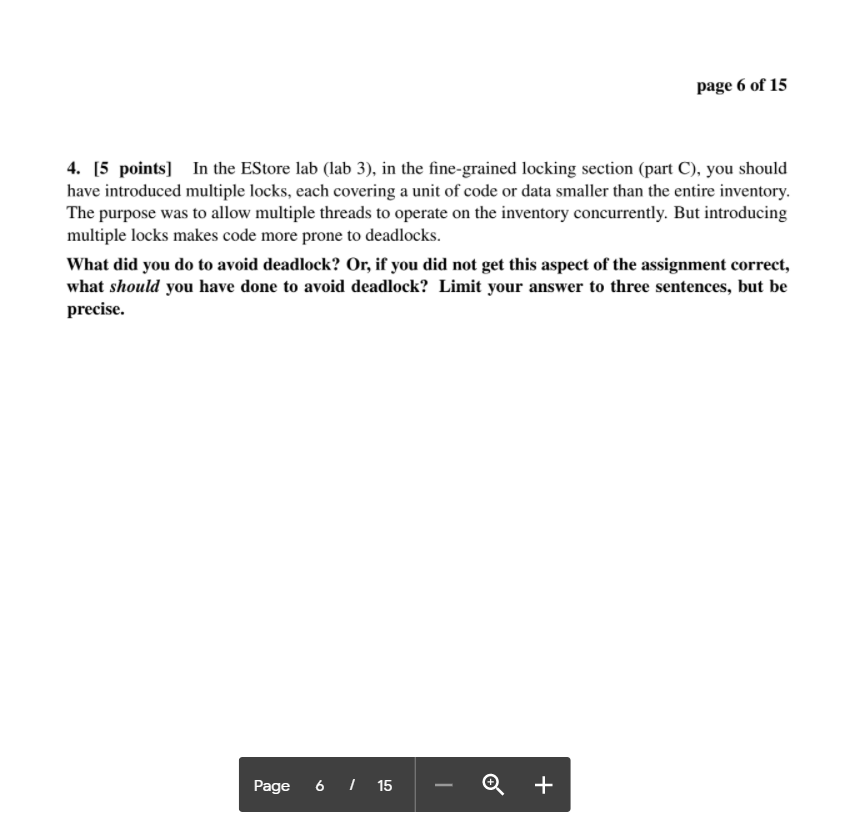 page 6 of 15
4. [5 points] In the EStore lab (lab 3), in the fine-grained locking section (part C), you should
have introduced multiple locks, each covering a unit of code or data smaller than the entire inventory.
The purpose was to allow multiple threads to operate on the inventory concurrently. But introducing
multiple locks makes code more prone to deadlocks.
What did you do to avoid deadlock? Or, if you did not get this aspect of the assignment correct,
what should you have done to avoid deadlock? Limit your answer to three sentences, but be
precise.
Page 6 / 15